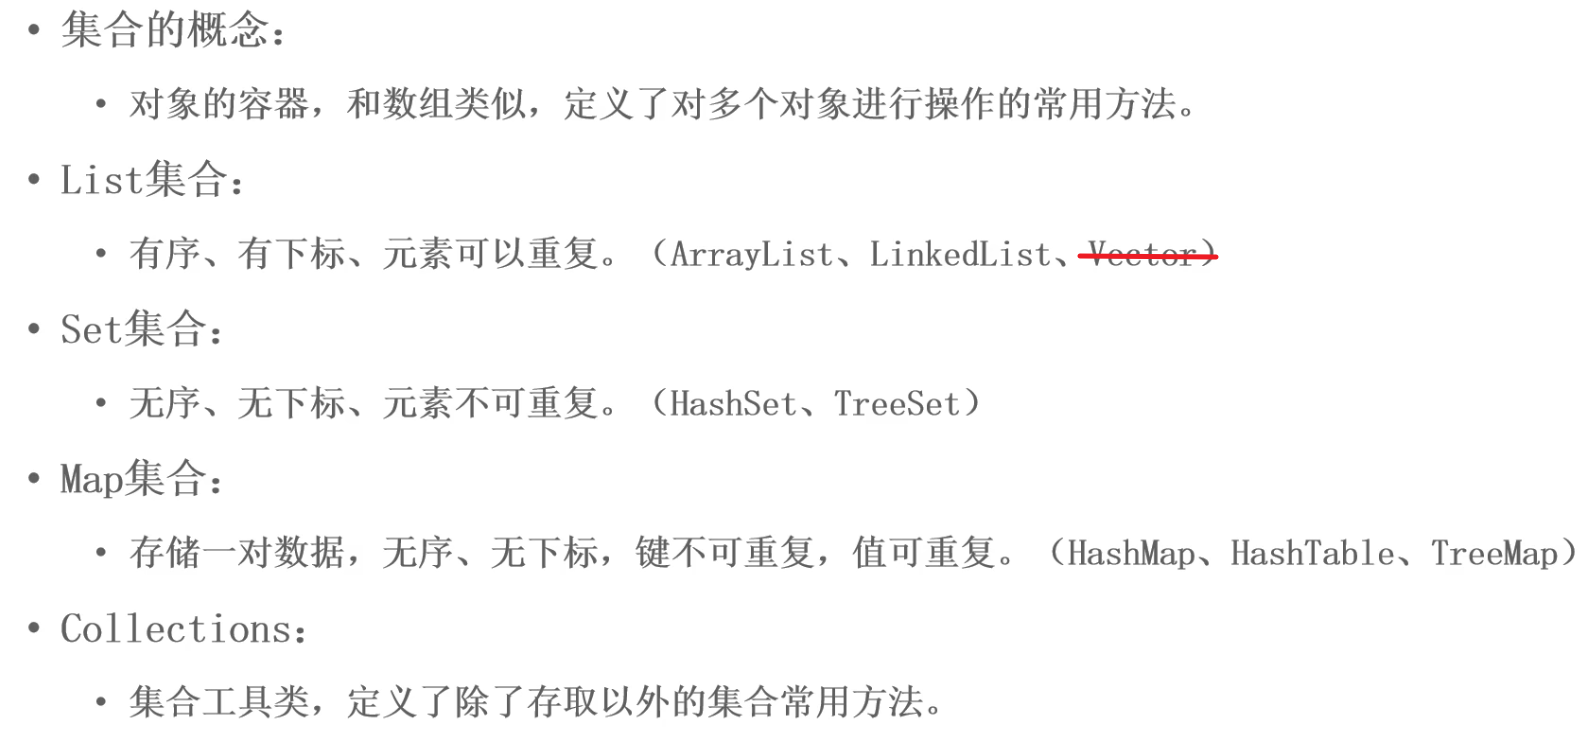 • 集合的概念：
• 对象的容器，和数组类似，定义了对多个对象进行操作的常用方法。
• List集合：
• 有序、有下标、元素可以重复。（ArrayList、LinkedList、Vector）
• Set集合：
• 无序、无下标、元素不可重复。（HashSet、TreeSet）
• Map集合：
• 存储一对数据，无序、无下标，键不可重复，值可重复。（HashMap、HashTable、TreeMap）
• Collections：
• 集合工具类，定义了除了存取以外的集合常用方法。